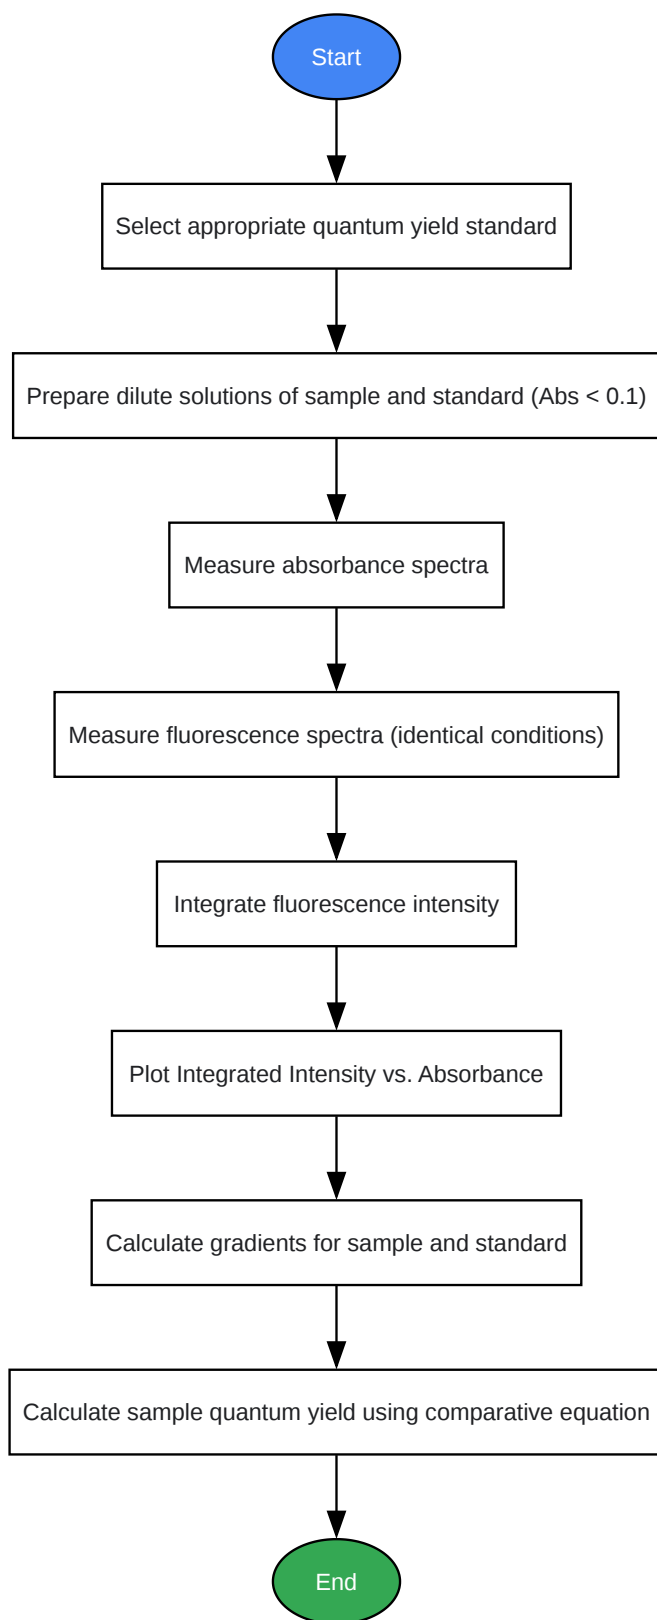 Start
Select appropriate quantum yield standard
Prepare dilute solutions of sample and standard (Abs < 0.1)
Measure absorbance spectra
Measure fluorescence spectra (identical conditions)
Integrate fluorescence intensity
Plot Integrated Intensity vs. Absorbance
Calculate gradients for sample and standard
Calculate sample quantum yield using comparative equation
End